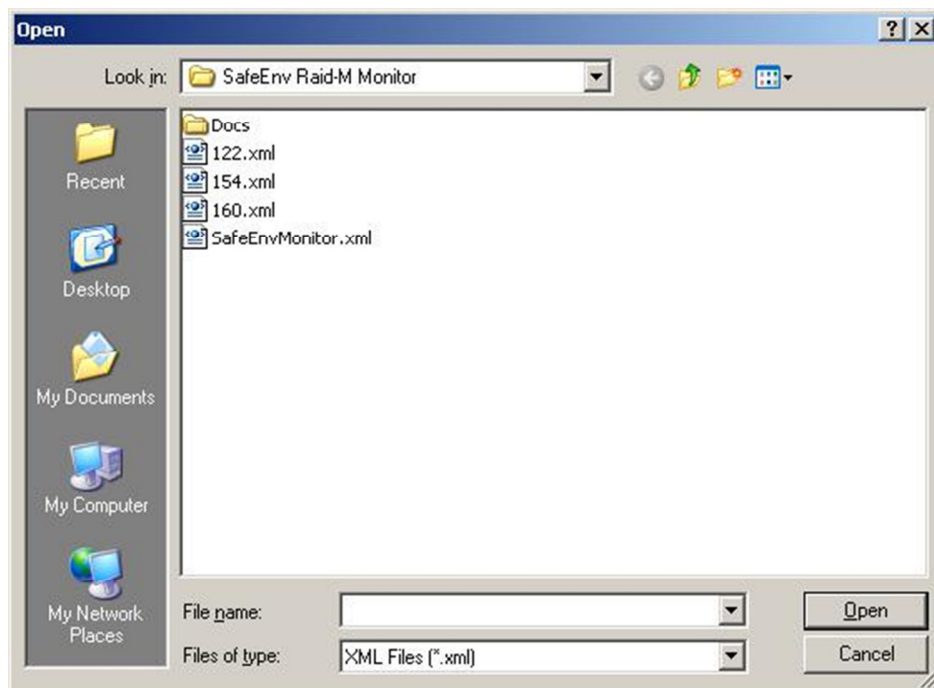 Open
Look in: SafeEnv Raid-M Monitor
Recent
Desktop
My Documents
My Computer
My Network
Places
Docs
122.xml
154.xml
160.xml
SafeEnvMonitor.xml
File name:
Open
Files of type: XML Files (*.xml)
Cancel